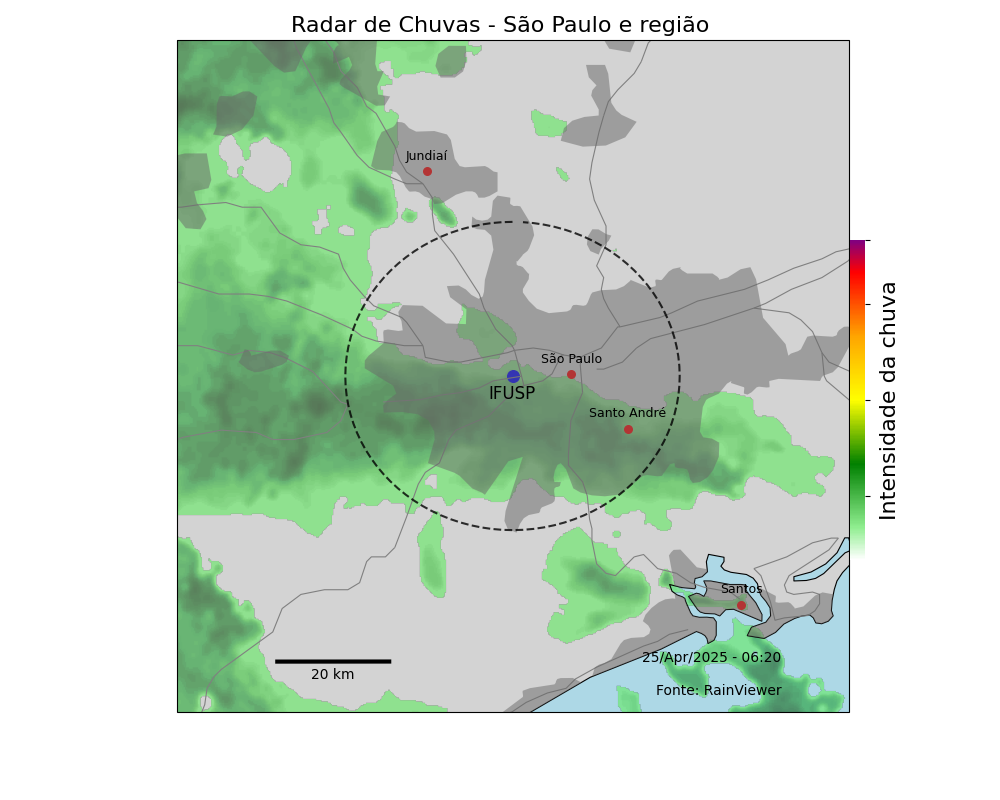 Radar de Chuvas - São Paulo e região
Jundiaí
São Paulo
IFUSP
Santo André
Intensidade da chuva
Santos
25/Apr/2025 - 06:20
20 km
Fonte: RainViewer